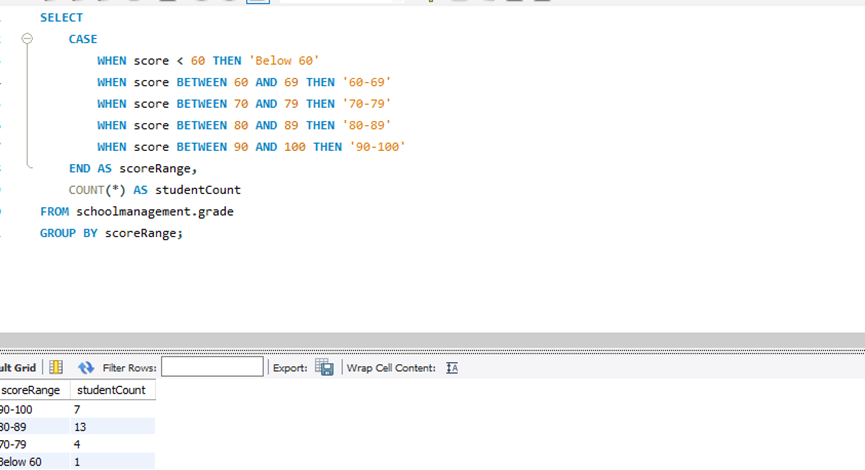 SELECT
CASE
WHEN score < 60 THEN 'Below 60'
WHEN score BETWEEN 60 AND 69 THEN '60-69'
WHEN score BETWEEN 70 AND 79 THEN '70-79'
WHEN score BETWEEN 80 AND 89 THEN '80-89'
WHEN score BETWEEN 90 AND 100 THEN '90-100'
END AS scoreRange,
COUNT(*) AS studentCount
FROM schoolmanagement.grade
GROUP BY scoreRange;
ult Grid Filter Rows: Export: Wrap Cell Content: IA
scoreRange studentCount
90-100 7
80-89 13
70-79 4
Below 60 1